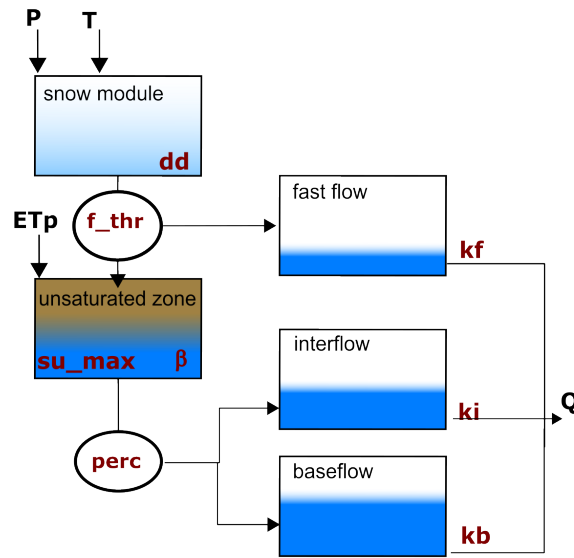 P
T
snow module
dd
f_thr
fast flow
ETp
kf
unsaturated zone
su_max β
interflow
ki
Q
perc
baseflow
kb